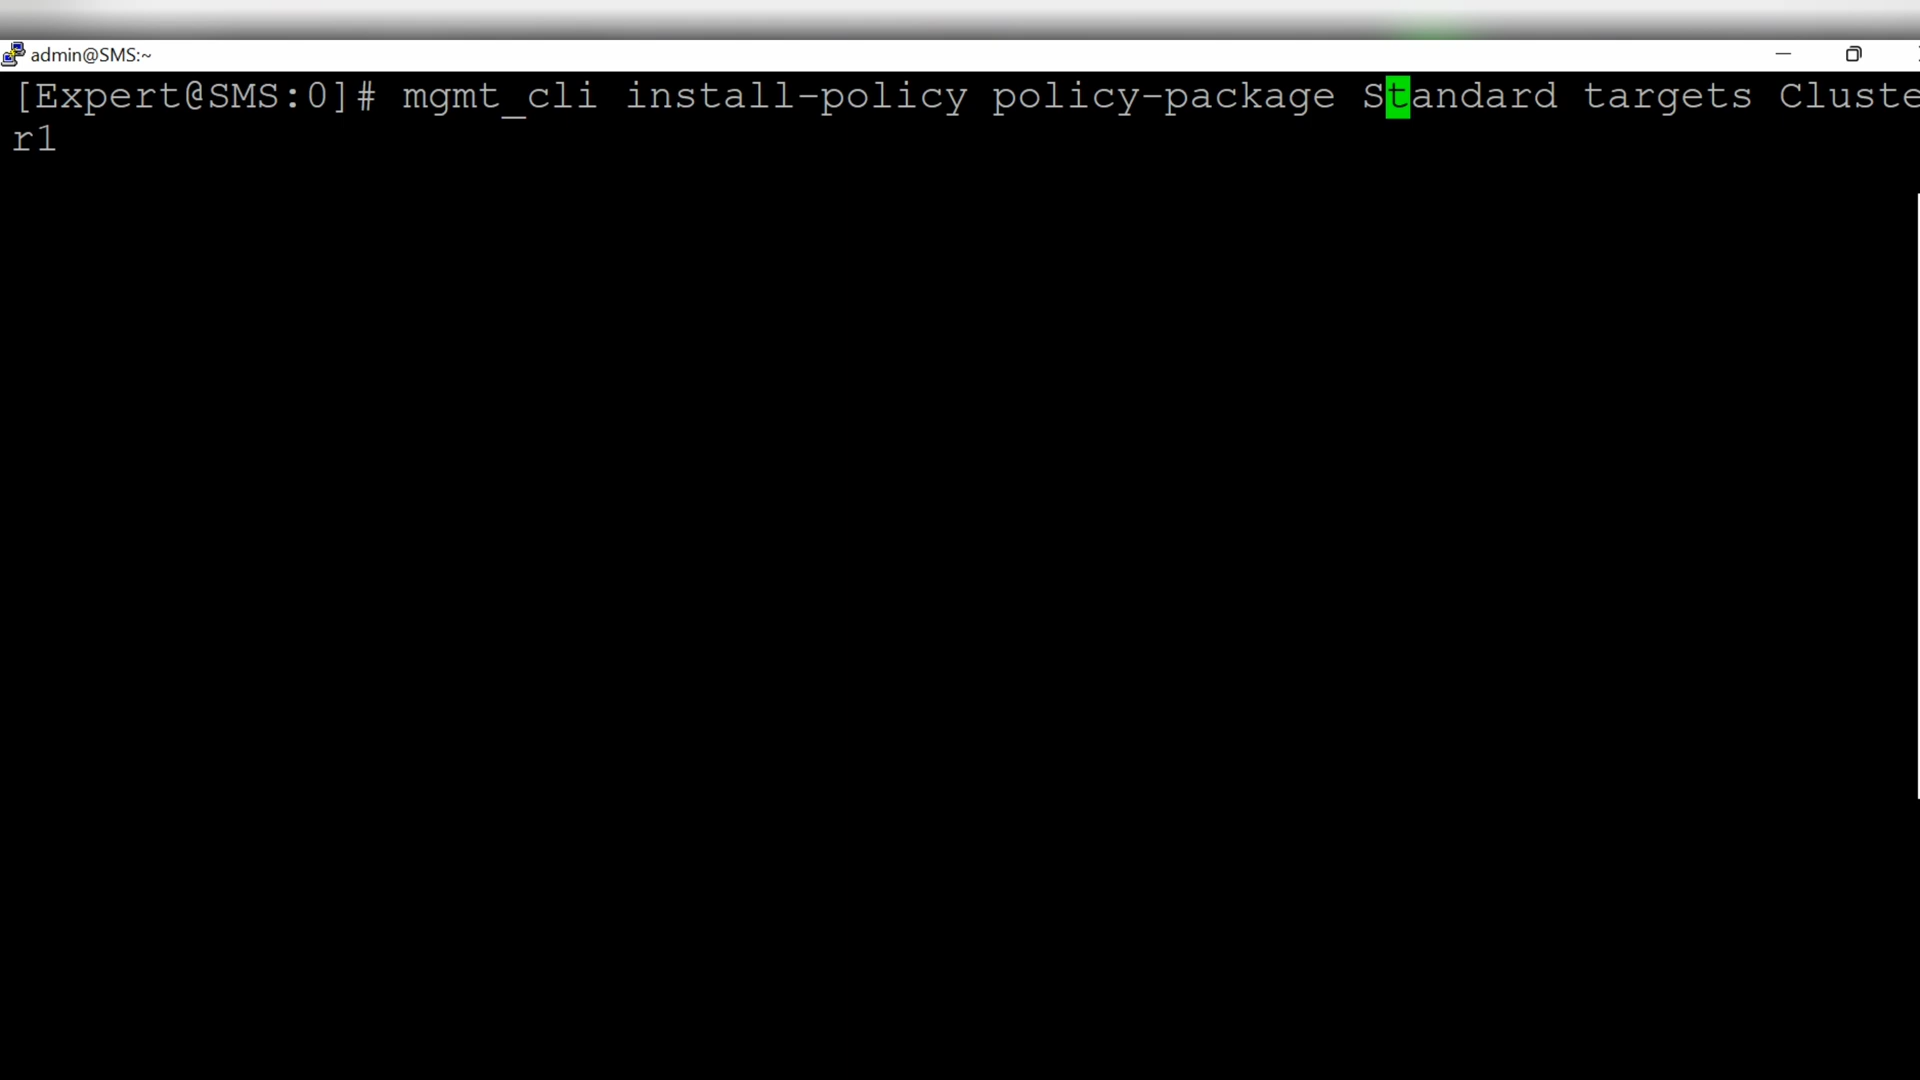 admin@SMS:~
[Expert@SMS:0]# mgmt_cli install-policy policy-package Standard targets Cluste
r1